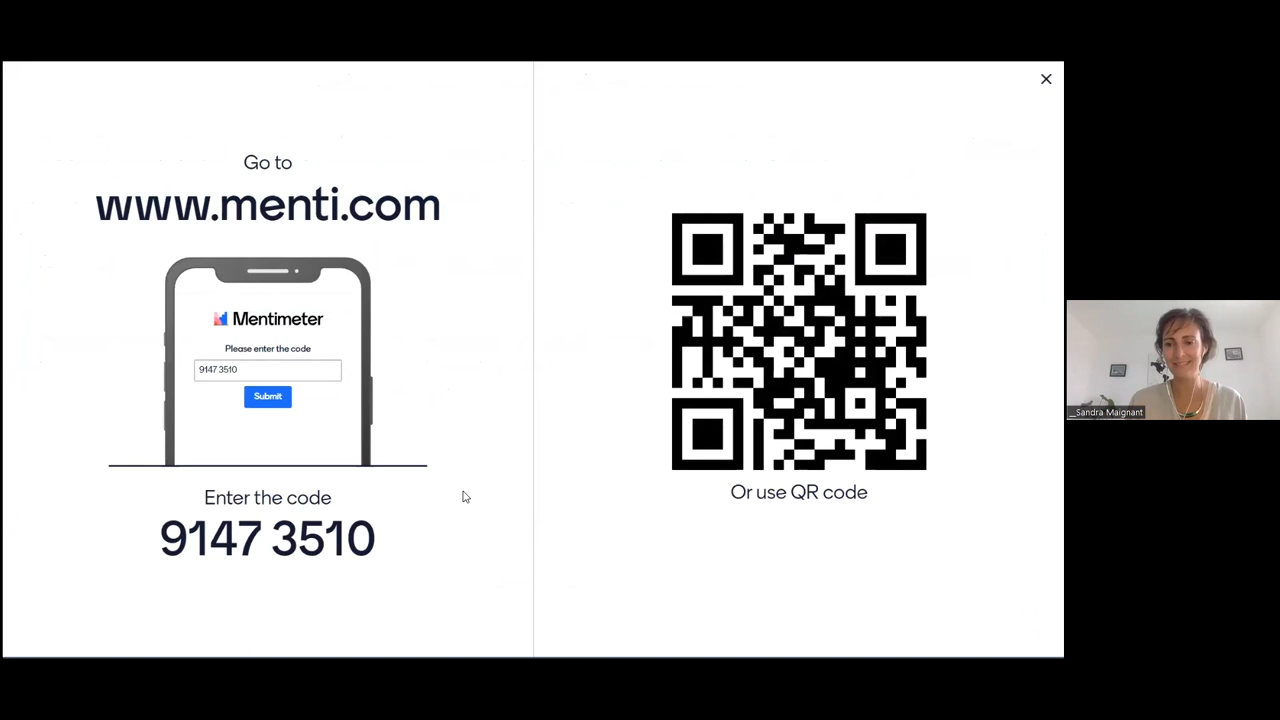 Go to
www.menti.com
Mentimeter
Please enter the code
9147 3510
Submit
Enter the code
9147 3510
Or use QR code
__Sandra Maignant